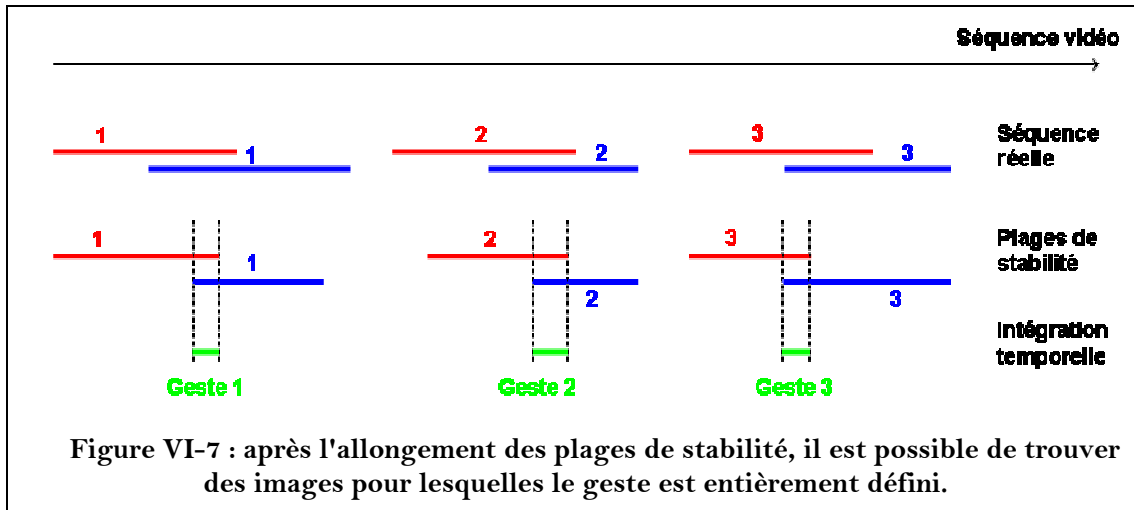 Séquence vidéo
1
2
3
Séquence
réelle
1
2
3
1
2
3
Plages de
stabilité
1
2
3
Intégration
temporelle
Geste 1
Geste 2
Geste 3
Figure VI-7 : après l'allongement des plages de stabilité, il est possible de trouver
des images pour lesquelles le geste est entièrement défini.